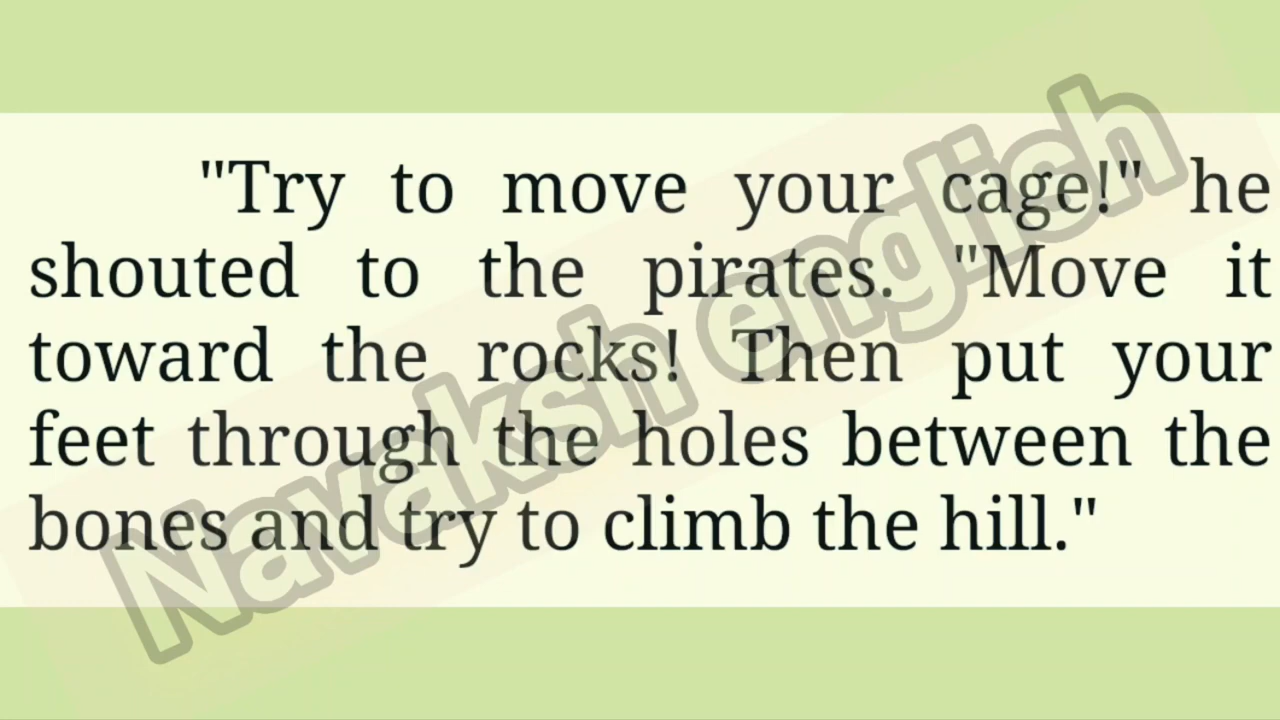 "Try to move your cage!" he
shouted to the pirates. "Move it
toward the rocks! Then put your
feet through the holes between the
bones and try to climb the hill."
Navaksh english